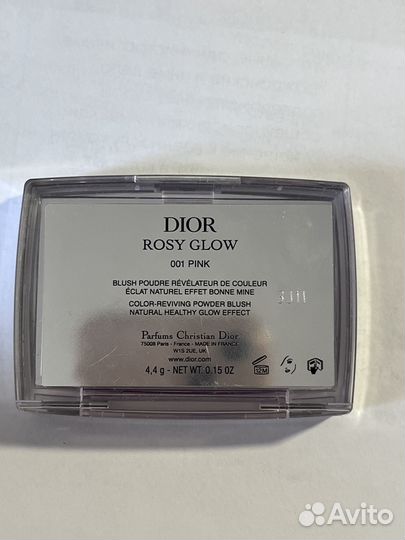 DIOR
ROSY GLOW
001 PINK
BLUSH POUDRE RÉVÉLATEUR DE COULEUR
ÉCLAT NATUREL EFFET BONNE MINE
COLOR-REVIVING POWDER BLUSH
NATURAL HEALTHY GLOW EFFECT
Parfums Christian Dior
75008 Paris - France - MADE IN FRANCE
W1S 2UE, UK
www.dior.com
4,4 g - NET WT. 0.15 OZ
12M
Avito